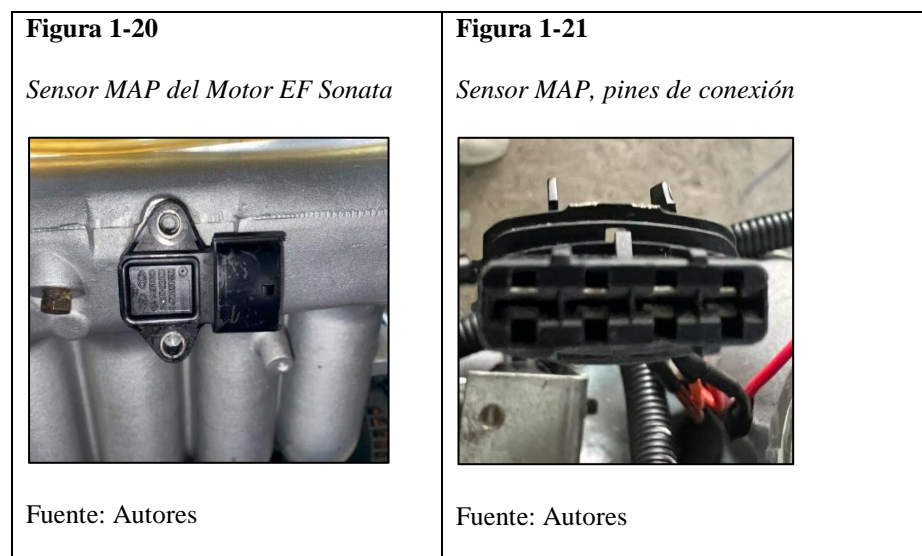 Figura 1-20
Sensor MAP del Motor EF Sonata
Fuente: Autores
Figura 1-21
Sensor MAP, pines de conexión
Fuente: Autores